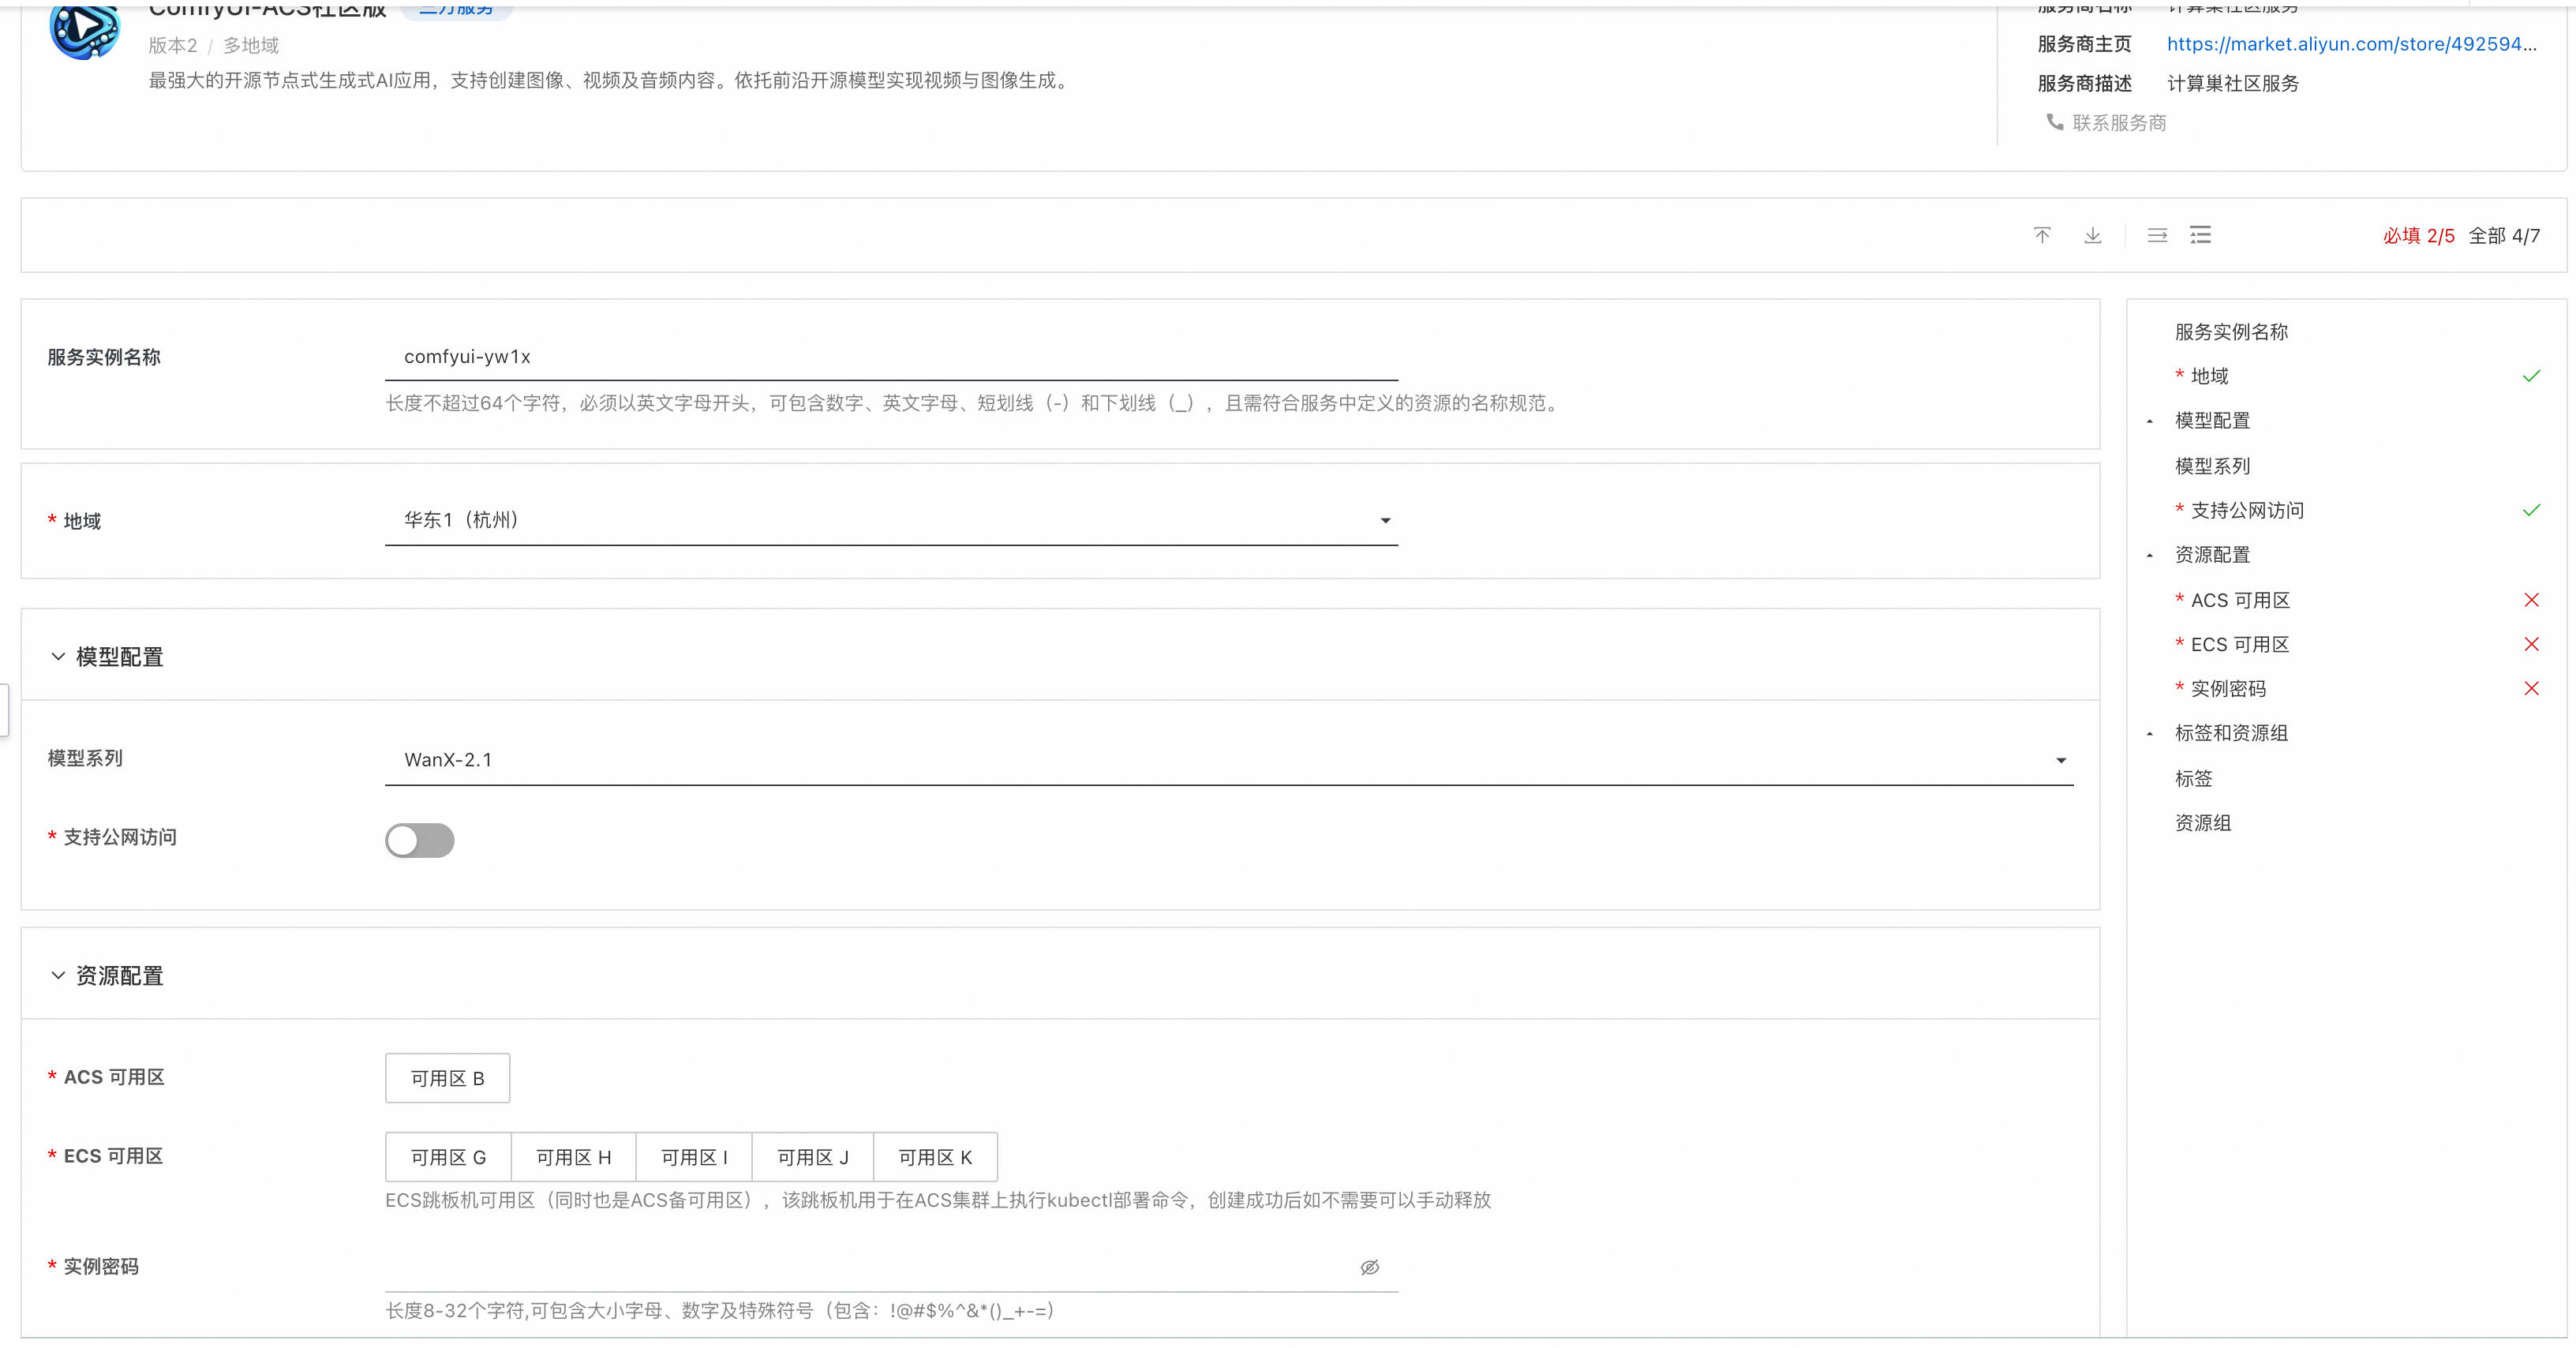 ComfyUI-ACS社区版 三方服务
版本2 / 多地域
最强大的开源节点式生成式AI应用，支持创建图像、视频及音频内容。依托前沿开源模型实现视频与图像生成。
服务商名称 计算巢社区服务
服务商主页 https://market.aliyun.com/store/492594...
服务商描述 计算巢社区服务
联系服务商
必填 2/5 全部 4/7
服务实例名称 comfyui-yw1x
长度不超过64个字符，必须以英文字母开头，可包含数字、英文字母、短划线（-）和下划线（_），且需符合服务中定义的资源的名称规范。
* 地域 华东1（杭州）
模型配置
模型系列 WanX-2.1
* 支持公网访问
资源配置
* ACS 可用区 可用区 B
* ECS 可用区 可用区 G 可用区 H 可用区 I 可用区 J 可用区 K
ECS跳板机可用区（同时也是ACS备可用区），该跳板机用于在ACS集群上执行kubectl部署命令，创建成功后如不需要可以手动释放
* 实例密码
长度8-32个字符,可包含大小字母、数字及特殊符号（包含：!@#$%^&*()_+-=）
服务实例名称
* 地域
模型配置
模型系列
* 支持公网访问
资源配置
* ACS 可用区
* ECS 可用区
* 实例密码
标签和资源组
标签
资源组